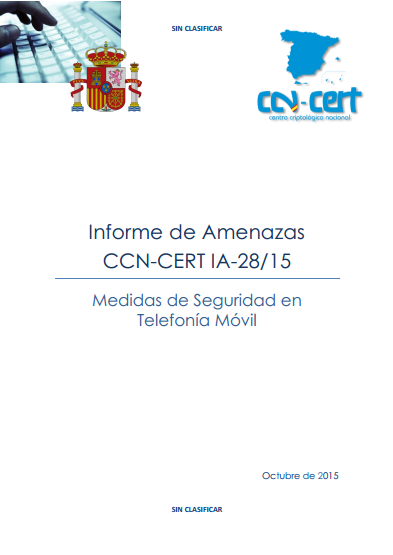 SIN CLASIFICAR
ccn-cert
centro criptológico nacional
Informe de Amenazas
CCN-CERT IA-28/15
Medidas de Seguridad en
Telefonía Móvil
Octubre de 2015
SIN CLASIFICAR